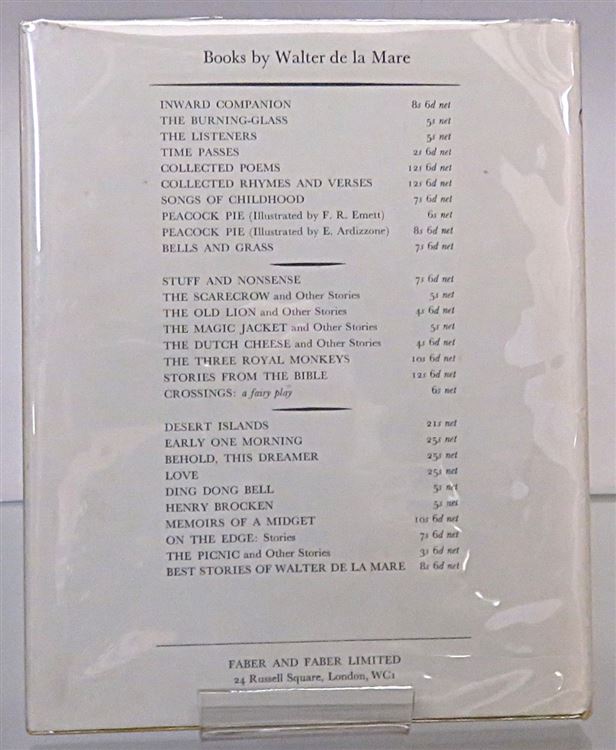 Books by Walter de la Mare
INWARD COMPANION 8s 6d net
THE BURNING-GLASS 5s net
THE LISTENERS 5s net
TIME PASSES 2s 6d net
COLLECTED POEMS 12s 6d net
COLLECTED RHYMES AND VERSES 12s 6d net
SONGS OF CHILDHOOD 7s 6d net
PEACOCK PIE (Illustrated by F. R. Emett) 6s net
PEACOCK PIE (Illustrated by E. Ardizzone) 8s 6d net
BELLS AND GRASS 7s 6d net
STUFF AND NONSENSE 7s 6d net
THE SCARECROW and Other Stories 5s net
THE OLD LION and Other Stories 4s 6d net
THE MAGIC JACKET and Other Stories 5s net
THE DUTCH CHEESE and Other Stories 4s 6d net
THE THREE ROYAL MONKEYS 10s 6d net
STORIES FROM THE BIBLE 12s 6d net
CROSSINGS: a fairy play 6s net
DESERT ISLANDS 21s net
EARLY ONE MORNING 25s net
BEHOLD, THIS DREAMER 25s net
LOVE 25s net
DING DONG BELL 5s net
HENRY BROCKEN 5s net
MEMOIRS OF A MIDGET 10s 6d net
ON THE EDGE: Stories 7s 6d net
THE PICNIC and Other Stories 3s 6d net
BEST STORIES OF WALTER DE LA MARE 8s 6d net
FABER AND FABER LIMITED
24 Russell Square, London, WC1